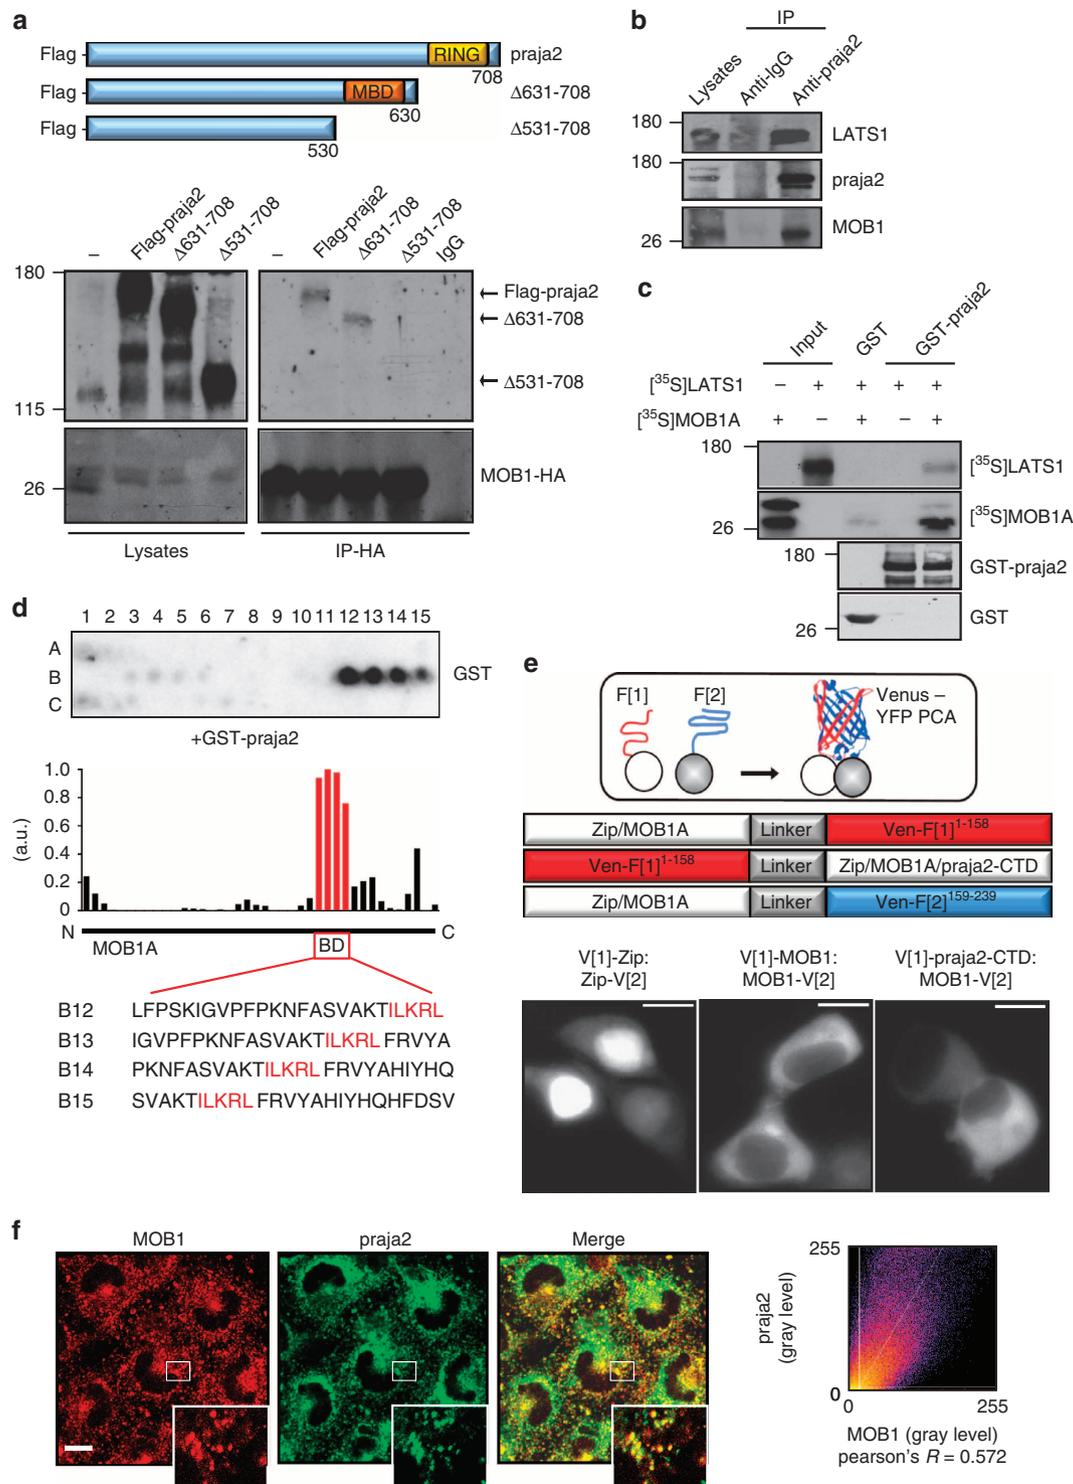 a
Flag RING praja2
708
Flag MBD Δ631-708
630
Flag Δ531-708
530
– Flag-praja2 Δ631-708 Δ531-708 – Flag-praja2 Δ631-708 Δ531-708 IgG
180
Flag-praja2
Δ631-708
Δ531-708
115
MOB1-HA
26
Lysates IP-HA
b
IP
Lysates Anti-IgG Anti-praja2
180 LATS1
180
praja2
MOB1
26
c
Input GST GST-praja2
[35S]LATS1 – + + + +
[35S]MOB1A + – + – +
180
[35S]LATS1
[35S]MOB1A
26
180
GST-praja2
GST
26
d
1 2 3 4 5 6 7 8 9 10 11 12 13 14 15
A
B GST
C
+GST-praja2
1.0
0.8
0.6
0.4
0.2
0
(a.u.)
N C
MOB1A BD
B12 LFPSKIGVPFPKNFASVAKTILKRL
B13 IGVPFPKNFASVAKTILKRL FRVYA
B14 PKNFASVAKTILKRL FRVYAHIYHQ
B15 SVAKTILKRL FRVYAHIYHQHFDSV
e
F[1] F[2] Venus –
YFP PCA
Zip/MOB1A Linker Ven-F[1]1-158
Ven-F[1]1-158 Linker Zip/MOB1A/praja2-CTD
Zip/MOB1A Linker Ven-F[2]159-239
V[1]-Zip: V[1]-MOB1: V[1]-praja2-CTD:
Zip-V[2] MOB1-V[2] MOB1-V[2]
f
MOB1 praja2 Merge
255
praja2
(gray level)
0
0 255
MOB1 (gray level)
pearson's R = 0.572